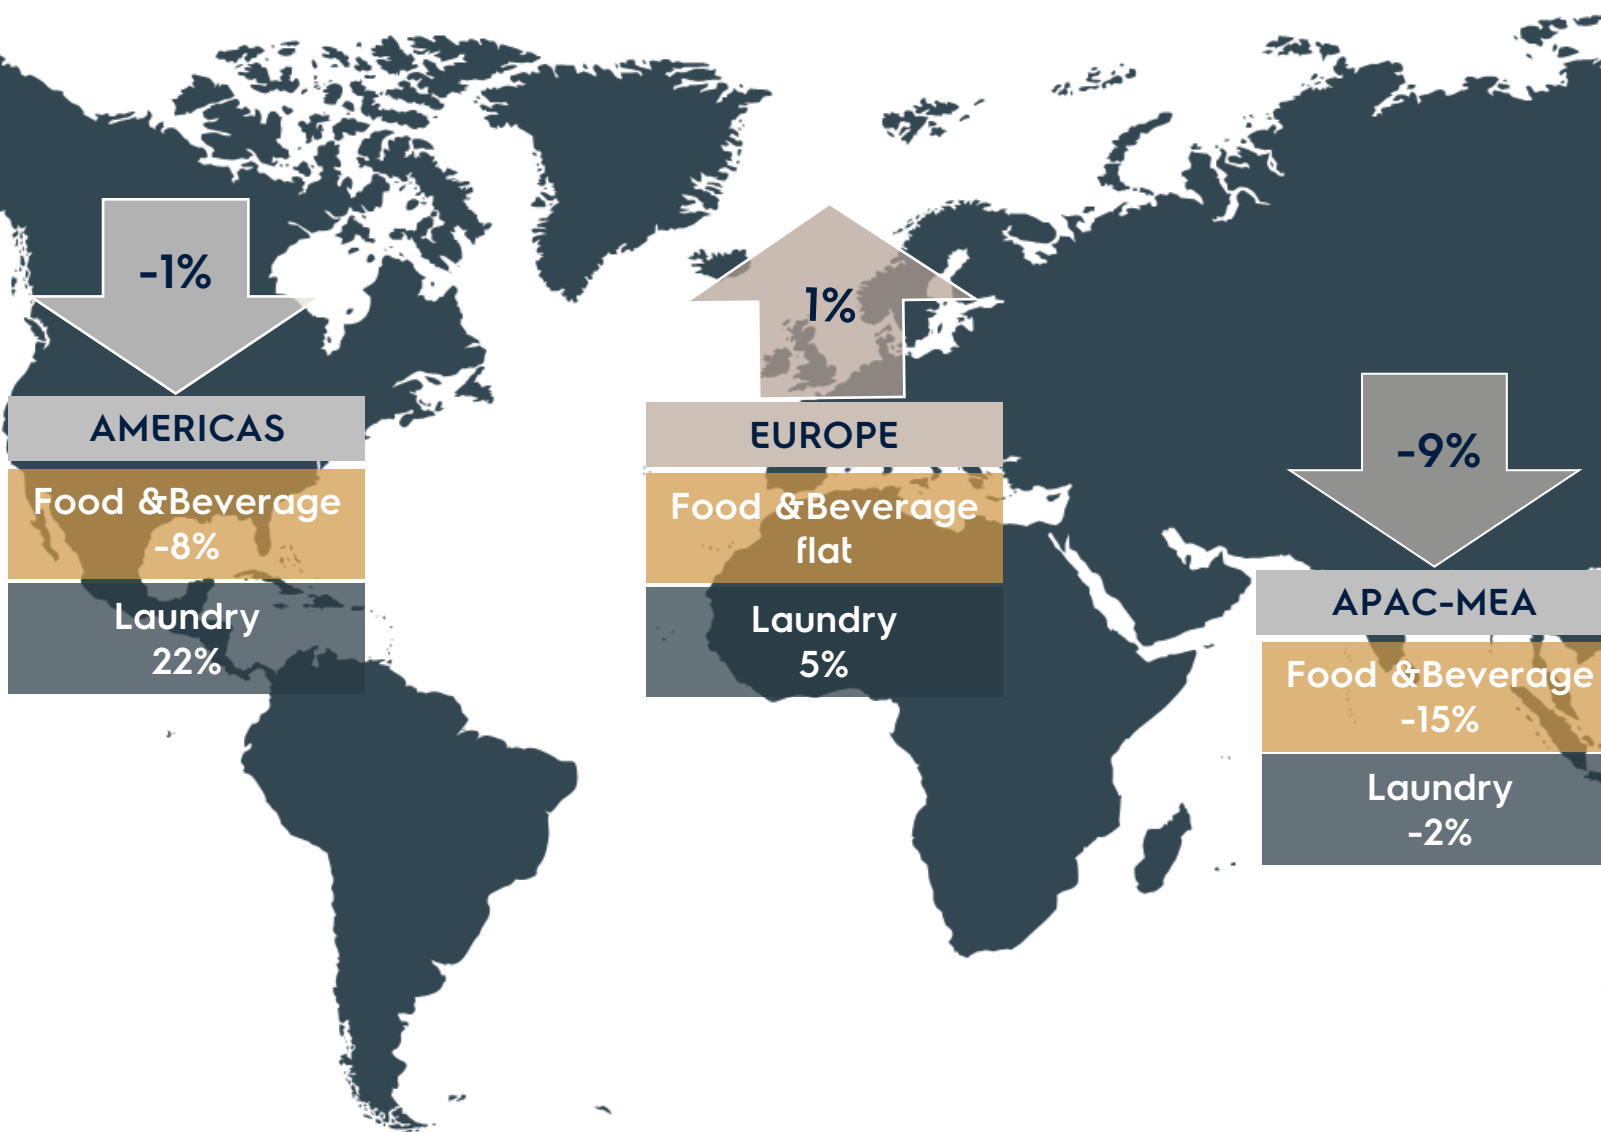 -1%
AMERICAS
Food &Beverage
-8%
Laundry
22%
1%
EUROPE
Food &Beverage
flat
Laundry
5%
-9%
APAC-MEA
Food &Beverage
-15%
Laundry
-2%